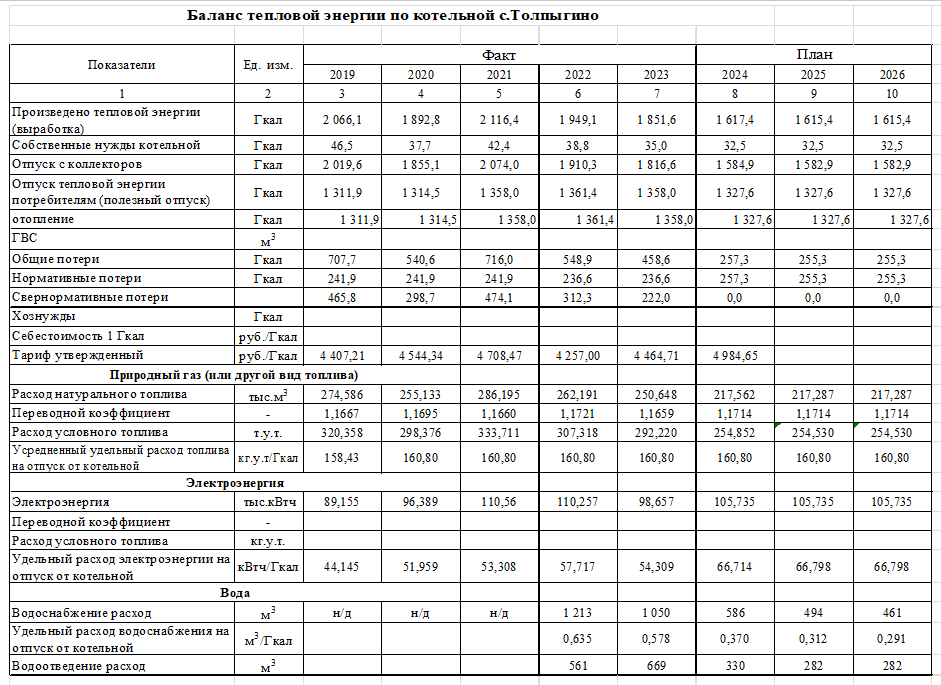 Баланс тепловой энергии по котельной с.Толпыгино
Показатели Ед. изм. Факт План
2019 2020 2021 2022 2023 2024 2025 2026
1 2 3 4 5 6 7 8 9 10
Произведено тепловой энергии
(выработка) Гкал 2 066,1 1 892,8 2 116,4 1 949,1 1 851,6 1 617,4 1 615,4 1 615,4
Собственные нужды котельной Гкал 46,5 37,7 42,4 38,8 35,0 32,5 32,5 32,5
Отпуск с коллекторов Гкал 2 019,6 1 855,1 2 074,0 1 910,3 1 816,6 1 584,9 1 582,9 1 582,9
Отпуск тепловой энергии
потребителям (полезный отпуск) Гкал 1 311,9 1 314,5 1 358,0 1 361,4 1 358,0 1 327,6 1 327,6 1 327,6
отопление Гкал 1 311,9 1 314,5 1 358,0 1 361,4 1 358,0 1 327,6 1 327,6 1 327,6
ГВС м³
Общие потери Гкал 707,7 540,6 716,0 548,9 458,6 257,3 255,3 255,3
Нормативные потери Гкал 241,9 241,9 241,9 236,6 236,6 257,3 255,3 255,3
Свернормативные потери 465,8 298,7 474,1 312,3 222,0 0,0 0,0 0,0
Хознужды Гкал
Себестоимость 1 Гкал руб./Гкал
Тариф утвержденный руб./Гкал 4 407,21 4 544,34 4 708,47 4 257,00 4 464,71 4 984,65
Природный газ (или другой вид топлива)
Расход натурального топлива тыс.м³ 274,586 255,133 286,195 262,191 250,648 217,562 217,287 217,287
Переводной коэффициент - 1,1667 1,1695 1,1660 1,1721 1,1659 1,1714 1,1714 1,1714
Расход условного топлива т.у.т. 320,358 298,376 333,711 307,318 292,220 254,852 254,530 254,530
Усредненный удельный расход топлива
на отпуск от котельной кг.у.т/Гкал 158,43 160,80 160,80 160,80 160,80 160,80 160,80 160,80
Электроэнергия
Электроэнергия тыс.кВтч 89,155 96,389 110,56 110,257 98,657 105,735 105,735 105,735
Переводной коэффициент -
Расход условного топлива кг.у.т.
Удельный расход электроэнергии на
отпуск от котельной кВтч/Гкал 44,145 51,959 53,308 57,717 54,309 66,714 66,798 66,798
Вода
Водоснабжение расход м³ н/д н/д н/д 1 213 1 050 586 494 461
Удельный расход водоснабжения на
отпуск от котельной м³/Гкал 0,635 0,578 0,370 0,312 0,291
Водоотведение расход м³ 561 669 330 282 282